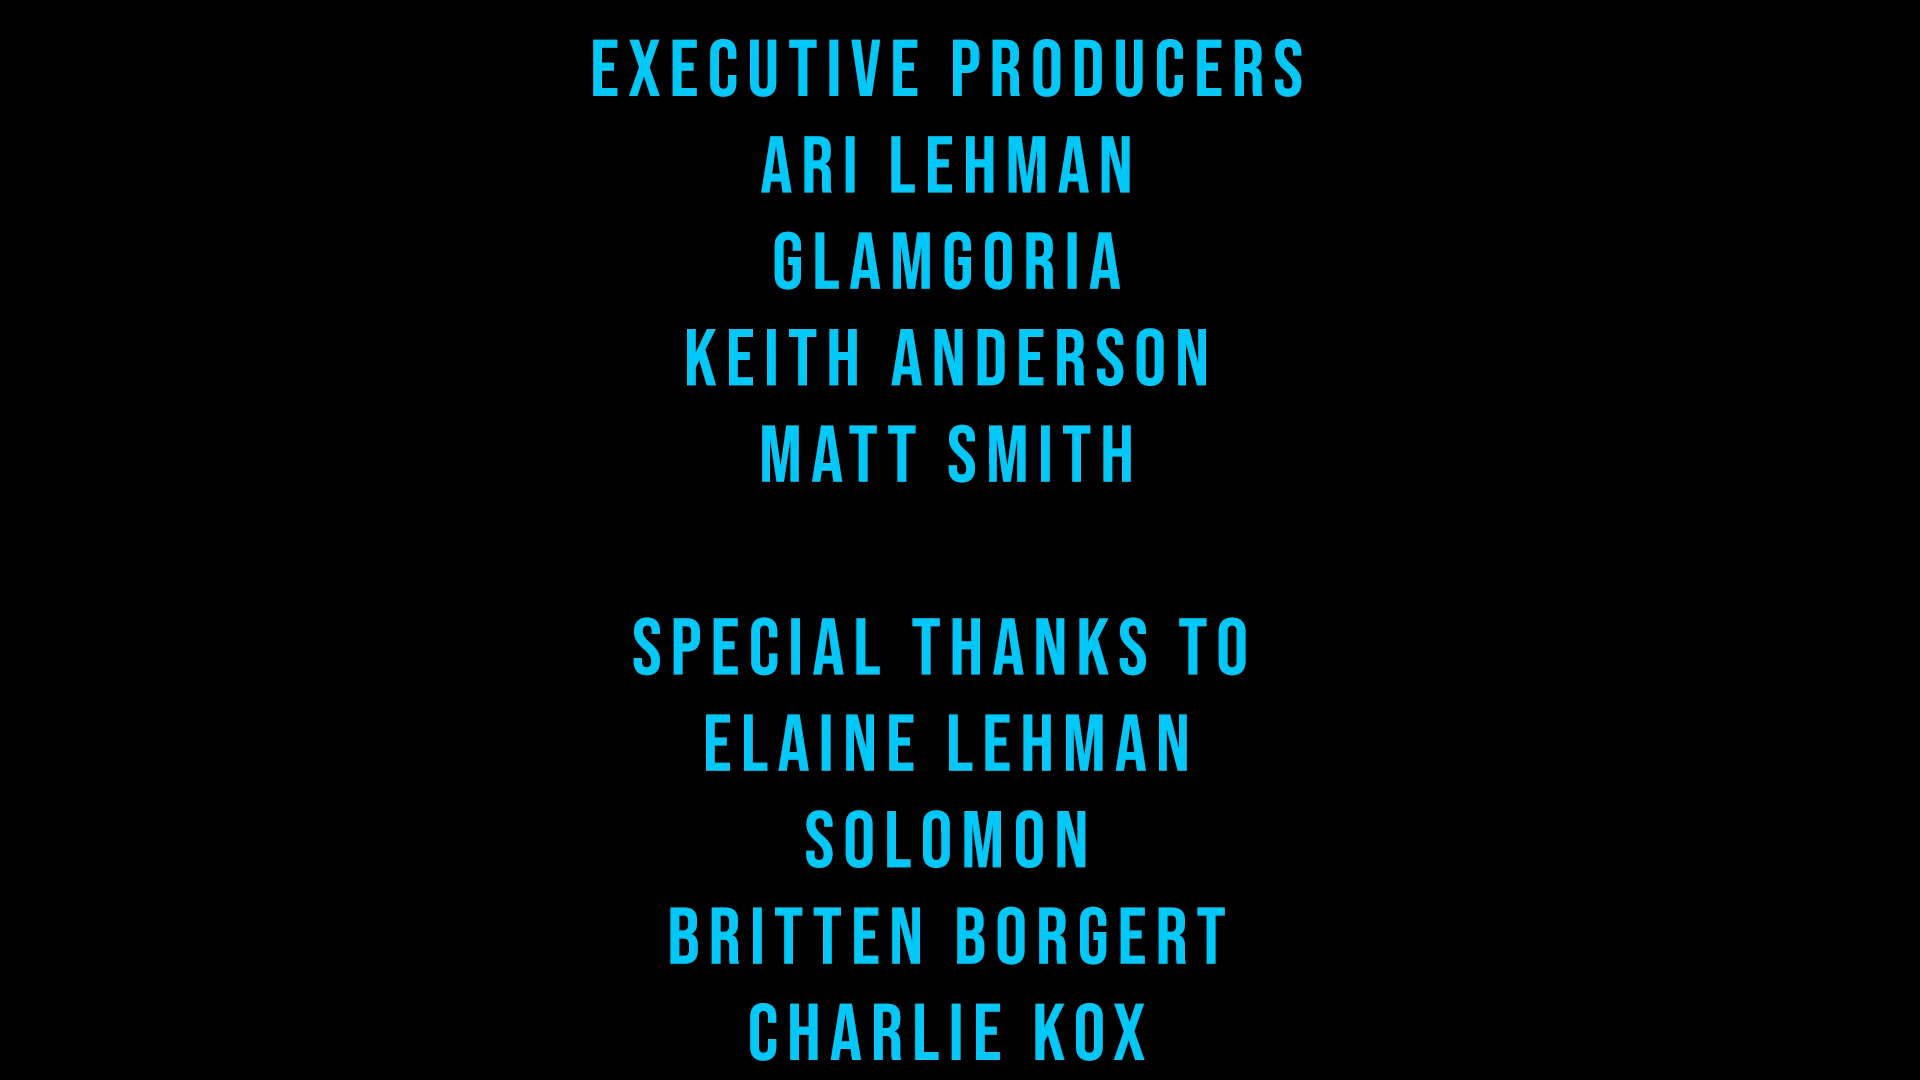 EXECUTIVE PRODUCERS
ARI LEHMAN
GLAMGORIA
KEITH ANDERSON
MATT SMITH
SPECIAL THANKS TO
ELAINE LEHMAN
SOLOMON
BRITTEN BORGERT
CHARLIE KOX